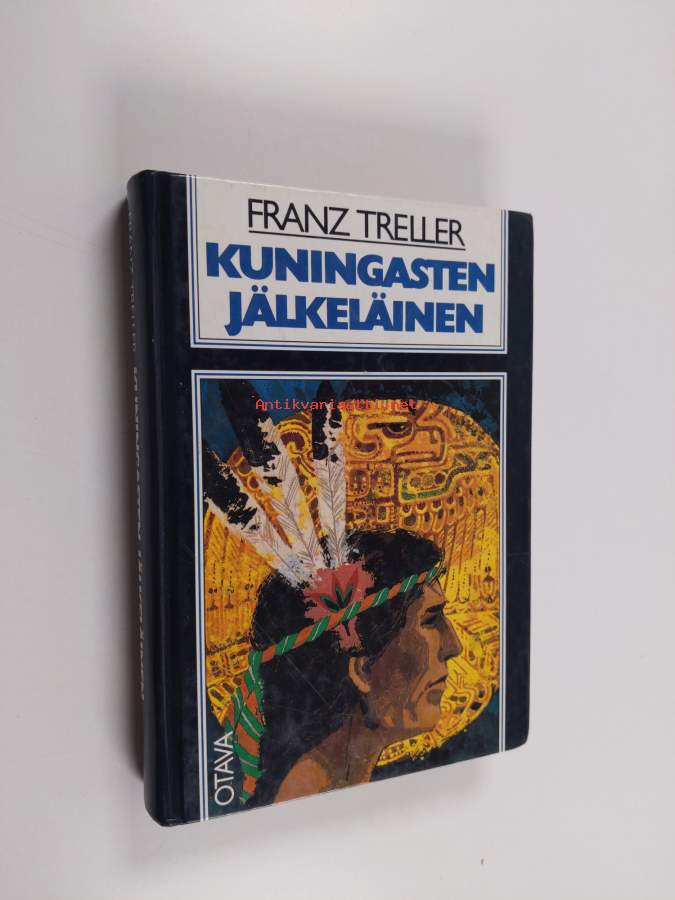 FRANZ TRELLER
KUNINGASTEN
JÄLKELÄINEN
Antikvariaatti.Net
OTAVA
FRANZ TRELLER KUNINGASTEN JÄLKELÄINEN